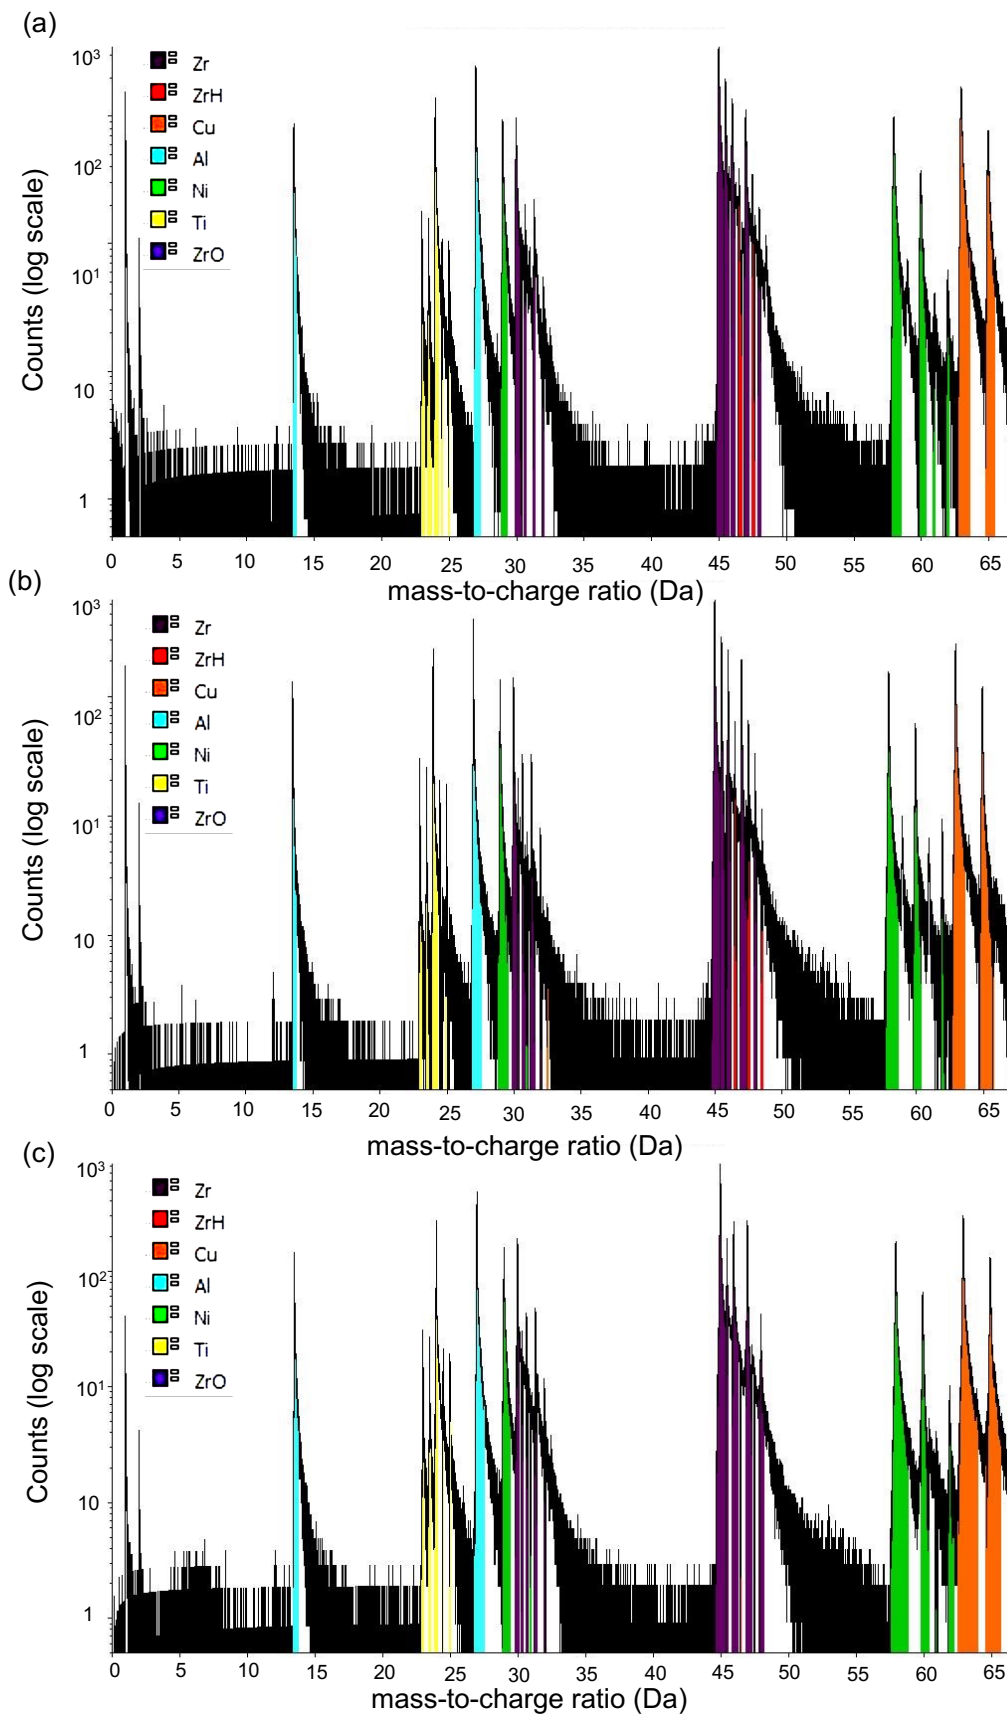 (a)
10³
10²
10¹
10
1
Counts (log scale)
Zr
ZrH
Cu
Al
Ni
Ti
ZrO
0 5 10 15 20 25 30 35 40 45 50 55 60 65
mass-to-charge ratio (Da)
(b)
10³
10²
10¹
10
1
Counts (log scale)
Zr
ZrH
Cu
Al
Ni
Ti
ZrO
0 5 10 15 20 25 30 35 40 45 50 55 60 65
mass-to-charge ratio (Da)
(c)
10³
10²
10¹
10
1
Counts (log scale)
Zr
ZrH
Cu
Al
Ni
Ti
ZrO
0 5 10 15 20 25 30 35 40 45 50 55 60 65
mass-to-charge ratio (Da)